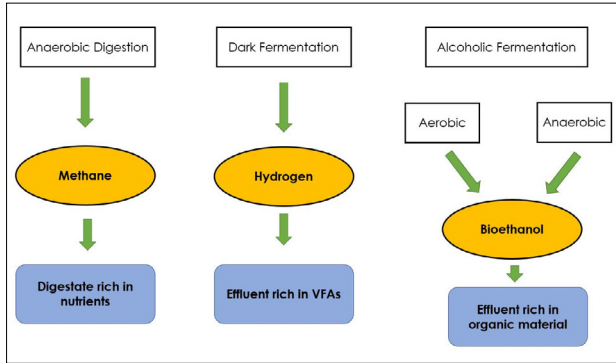 Anaerobic Digestion
Dark Fermentation
Alcoholic Fermentation
Aerobic
Anaerobic
Methane
Hydrogen
Bioethanol
Digestate rich in
nutrients
Effluent rich in VFAs
Effluent rich in
organic material